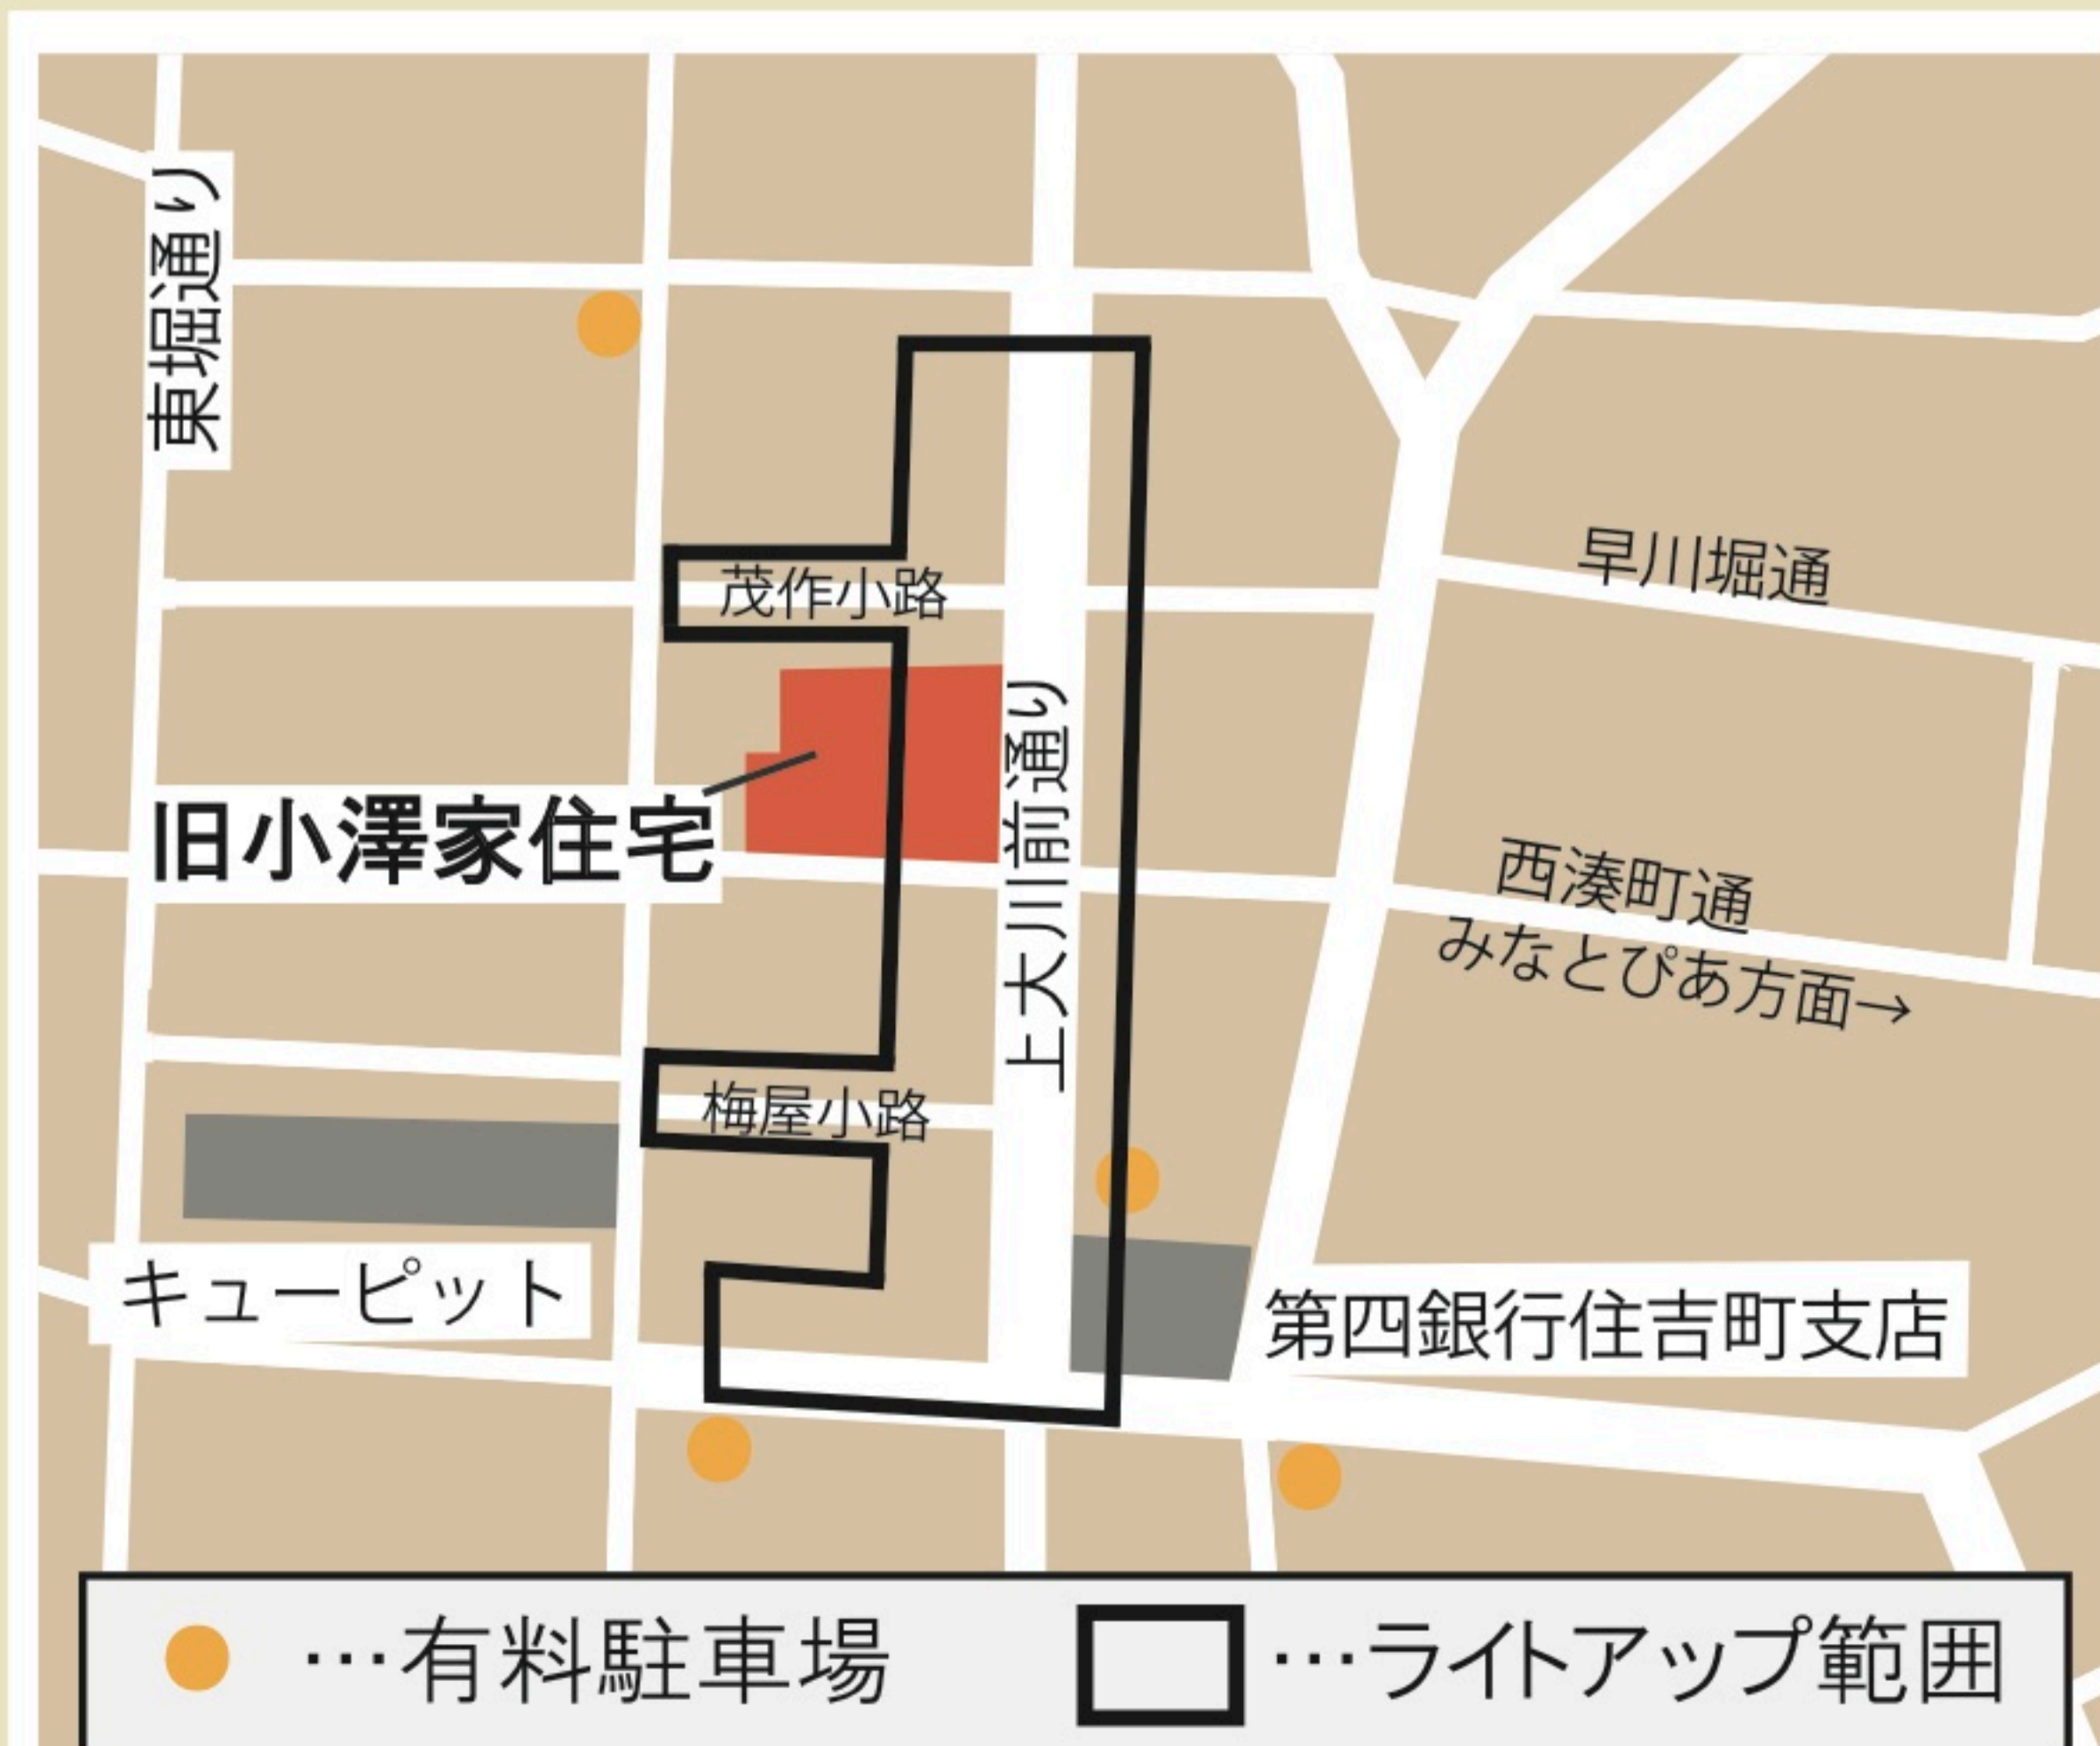 東堀通り
早川堀通
茂作小路
上大川前通り
旧小澤家住宅
西湊町通
みなとぴあ方面→
梅屋小路
キューピット
第四銀行住吉町支店
…有料駐車場
…ライトアップ範囲